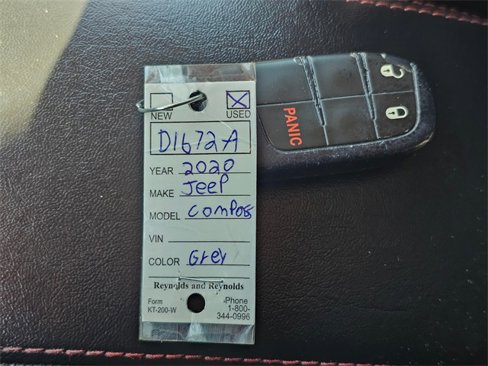 NEW USED
D1672A
YEAR 2020
MAKE Jeep
MODEL Compas
VIN
COLOR Grey
Reynolds and Reynolds
Form KT-200-W
Phone 1-800-344-0996
PANIC